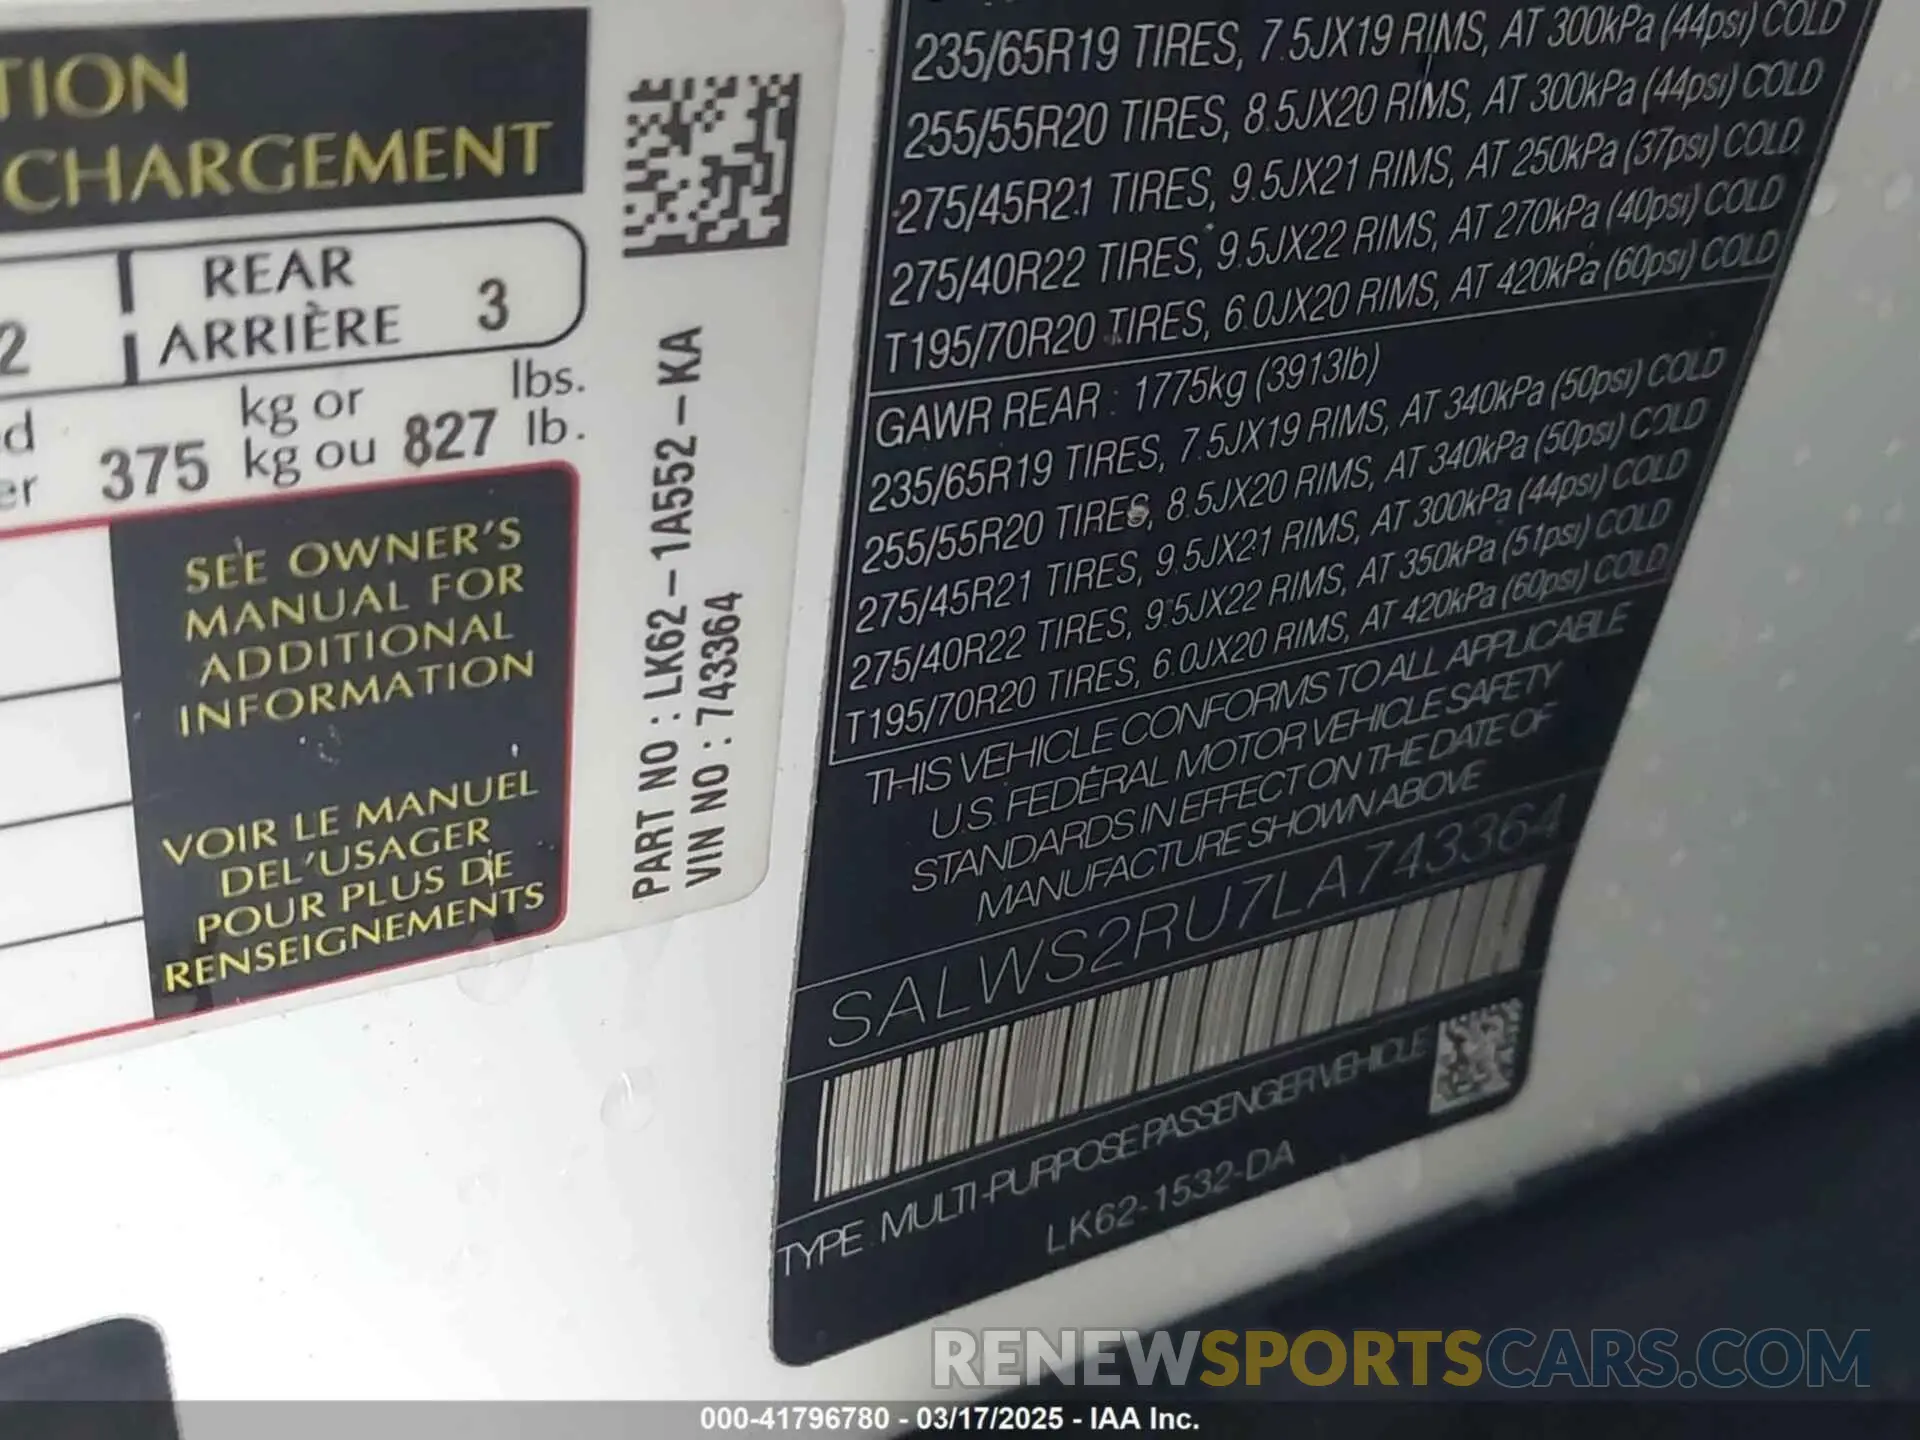 TION
CHARGEMENT
2
REAR
ARRIÈRE 3
kg or lbs.
375 kg ou 827 lb.
SEE OWNER'S
MANUAL FOR
ADDITIONAL
INFORMATION
VOIR LE MANUEL
DEL'USAGER
POUR PLUS DE
RENSEIGNEMENTS
PART NO : LK62-1A552-KA
VIN NO : 743364
235/65R19 TIRES, 7.5JX19 RIMS, AT 300kPa (44psi) COLD
255/55R20 TIRES, 8.5JX20 RIMS, AT 300kPa (44psi) COLD
275/45R21 TIRES, 9.5JX21 RIMS, AT 250kPa (37psi) COLD
275/40R22 TIRES, 9.5JX22 RIMS, AT 270kPa (40psi) COLD
T195/70R20 TIRES, 6.0JX20 RIMS, AT 420kPa (60psi) COLD
GAWR REAR : 1775kg (3913lb)
235/65R19 TIRES, 7.5JX19 RIMS, AT 340kPa (50psi) COLD
255/55R20 TIRES, 8.5JX20 RIMS, AT 340kPa (50psi) COLD
275/45R21 TIRES, 9.5JX21 RIMS, AT 300kPa (44psi) COLD
275/40R22 TIRES, 9.5JX22 RIMS, AT 350kPa (51psi) COLD
T195/70R20 TIRES, 6.0JX20 RIMS, AT 420kPa (60psi) COLD
THIS VEHICLE CONFORMS TO ALL APPLICABLE
U.S. FEDERAL MOTOR VEHICLE SAFETY
STANDARDS IN EFFECT ON THE DATE OF
MANUFACTURE SHOWN ABOVE
SALWS2RU7LA743364
TYPE: MULTI-PURPOSE PASSENGER VEHICLE
LK62-1532-DA
RENEWSPORTSCARS.COM
000-41796780 - 03/17/2025 - IAA Inc.